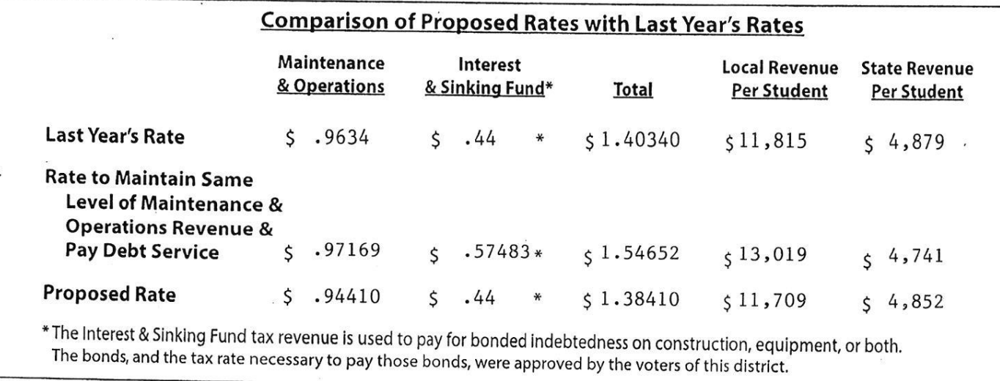 Comparison of Proposed Rates with Last Year's Rates
Maintenance & Operations Interest & Sinking Fund* Total Local Revenue Per Student State Revenue Per Student
Last Year's Rate $ .9634 $ .44 * $ 1.40340 $ 11,815 $ 4,879
Rate to Maintain Same
Level of Maintenance &
Operations Revenue &
Pay Debt Service $ .97169 $ .57483 * $ 1.54652 $ 13,019 $ 4,741
Proposed Rate $ .94410 $ .44 * $ 1.38410 $ 11,709 $ 4,852
*The Interest & Sinking Fund tax revenue is used to pay for bonded indebtedness on construction, equipment, or both.
The bonds, and the tax rate necessary to pay those bonds, were approved by the voters of this district.